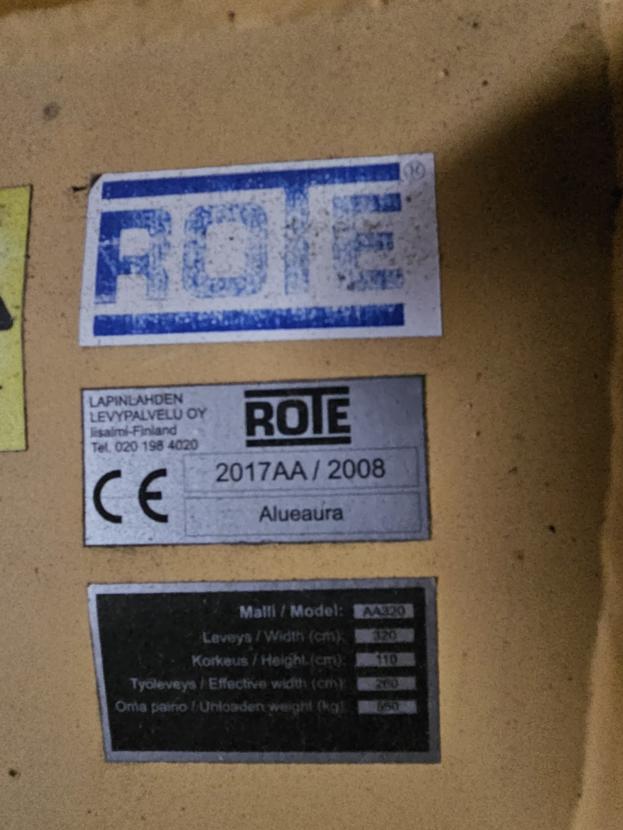 ROTE®
LAPINLAHDEN
LEVYPALVELU OY
Iisalmi-Finland
Tel. 020 198 4020
ROTE
CE
2017AA / 2008
Alueaura
Malli / Model: AA320
Leveys / Width (cm): 320
Korkeus / Height (cm): 110
Työleveys / Effective width (cm): 260
Oma paino / Unloaden weight (kg):